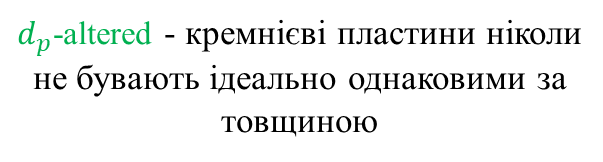 d_p-altered - кремнієві пластини ніколи
не бувають ідеально однаковими за
товщиною